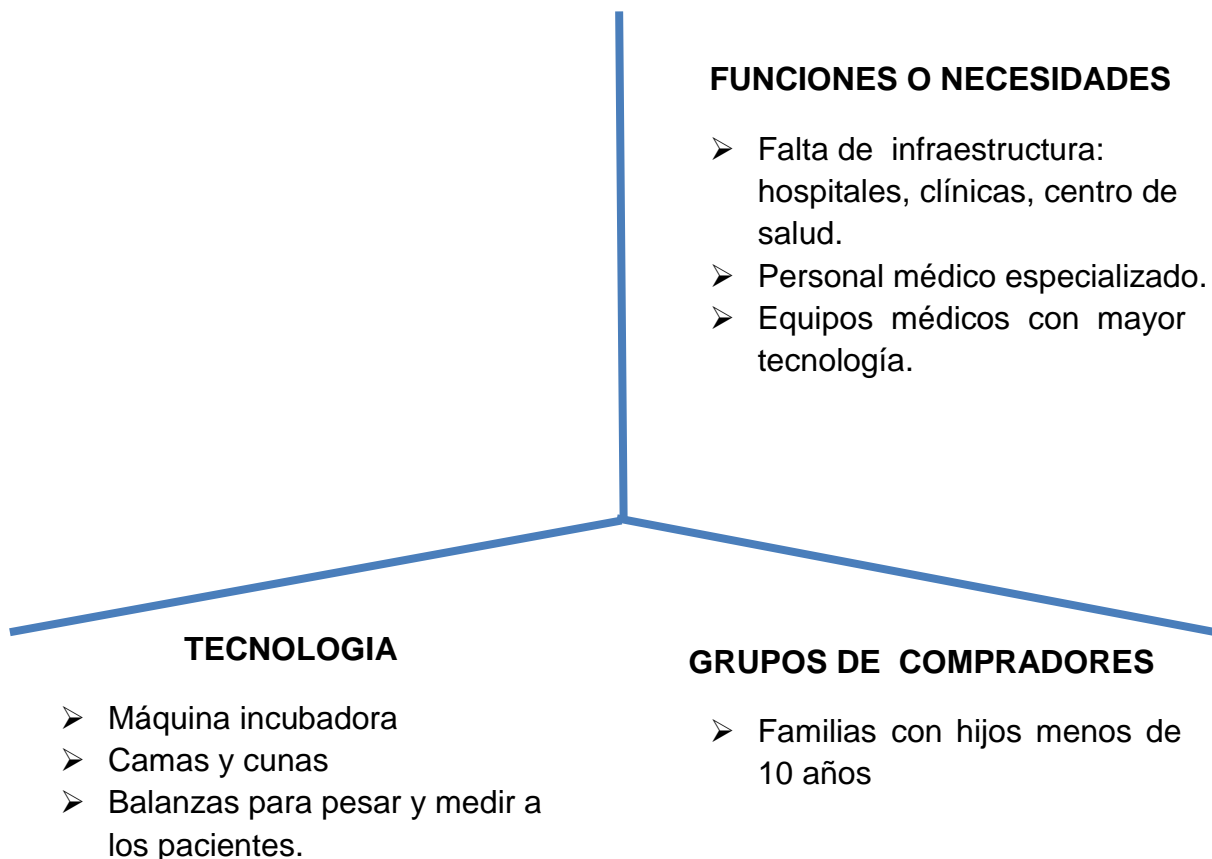 FUNCIONES O NECESIDADES
➢ Falta de infraestructura:
hospitales, clínicas, centro de
salud.
➢ Personal médico especializado.
➢ Equipos médicos con mayor
tecnología.
TECNOLOGIA
➢ Máquina incubadora
➢ Camas y cunas
➢ Balanzas para pesar y medir a
los pacientes.
GRUPOS DE COMPRADORES
➢ Familias con hijos menos de
10 años